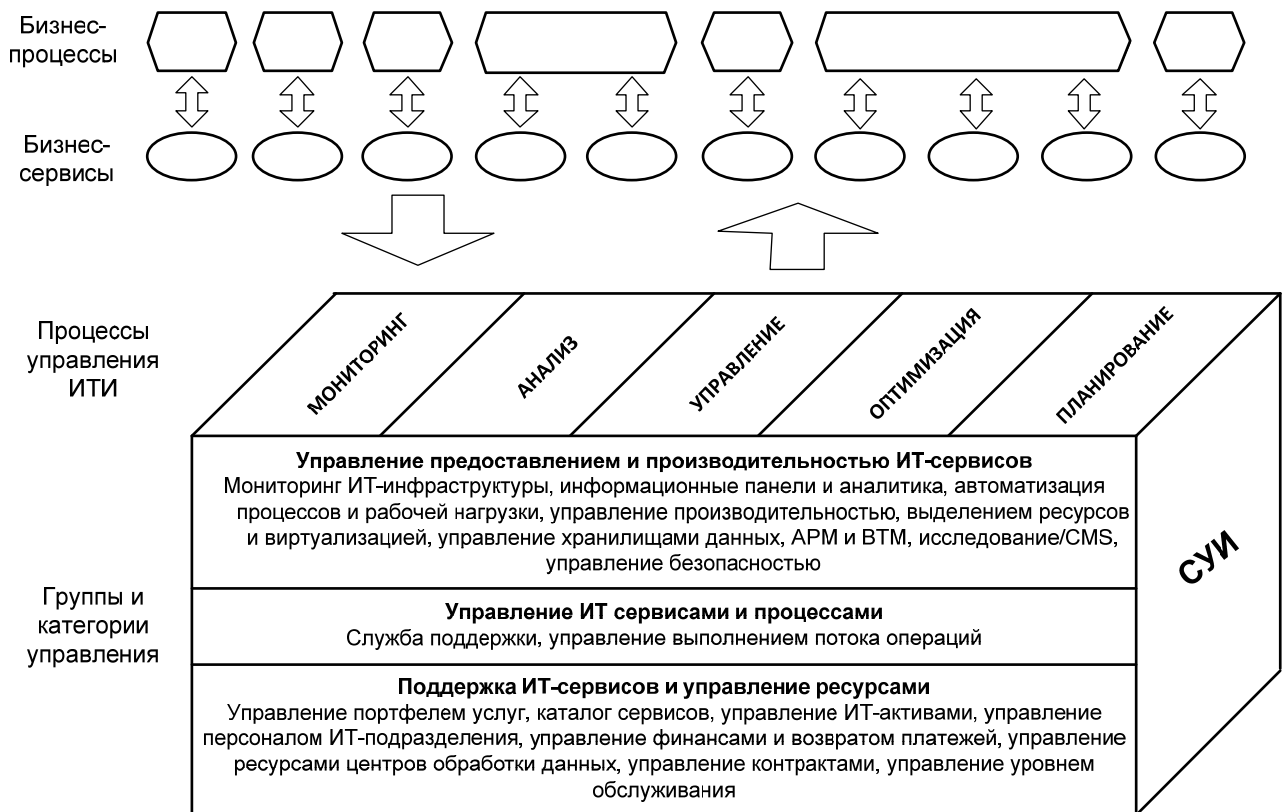 Бизнес-
процессы
Бизнес-
сервисы
Процессы
управления
ИТИ
МОНИТОРИНГ
АНАЛИЗ
УПРАВЛЕНИЕ
ОПТИМИЗАЦИЯ
ПЛАНИРОВАНИЕ
Группы и
категории
управления
Управление предоставлением и производительностью ИТ-сервисов
Мониторинг ИТ-инфраструктуры, информационные панели и аналитика, автоматизация
процессов и рабочей нагрузки, управление производительностью, выделением ресурсов
и виртуализацией, управление хранилищами данных, APM и BTM, исследование/CMS,
управление безопасностью
Управление ИТ сервисами и процессами
Служба поддержки, управление выполнением потока операций
Поддержка ИТ-сервисов и управление ресурсами
Управление портфелем услуг, каталог сервисов, управление ИТ-активами, управление
персоналом ИТ-подразделения, управление финансами и возвратом платежей, управление
ресурсами центров обработки данных, управление контрактами, управление уровнем
обслуживания
СУИ